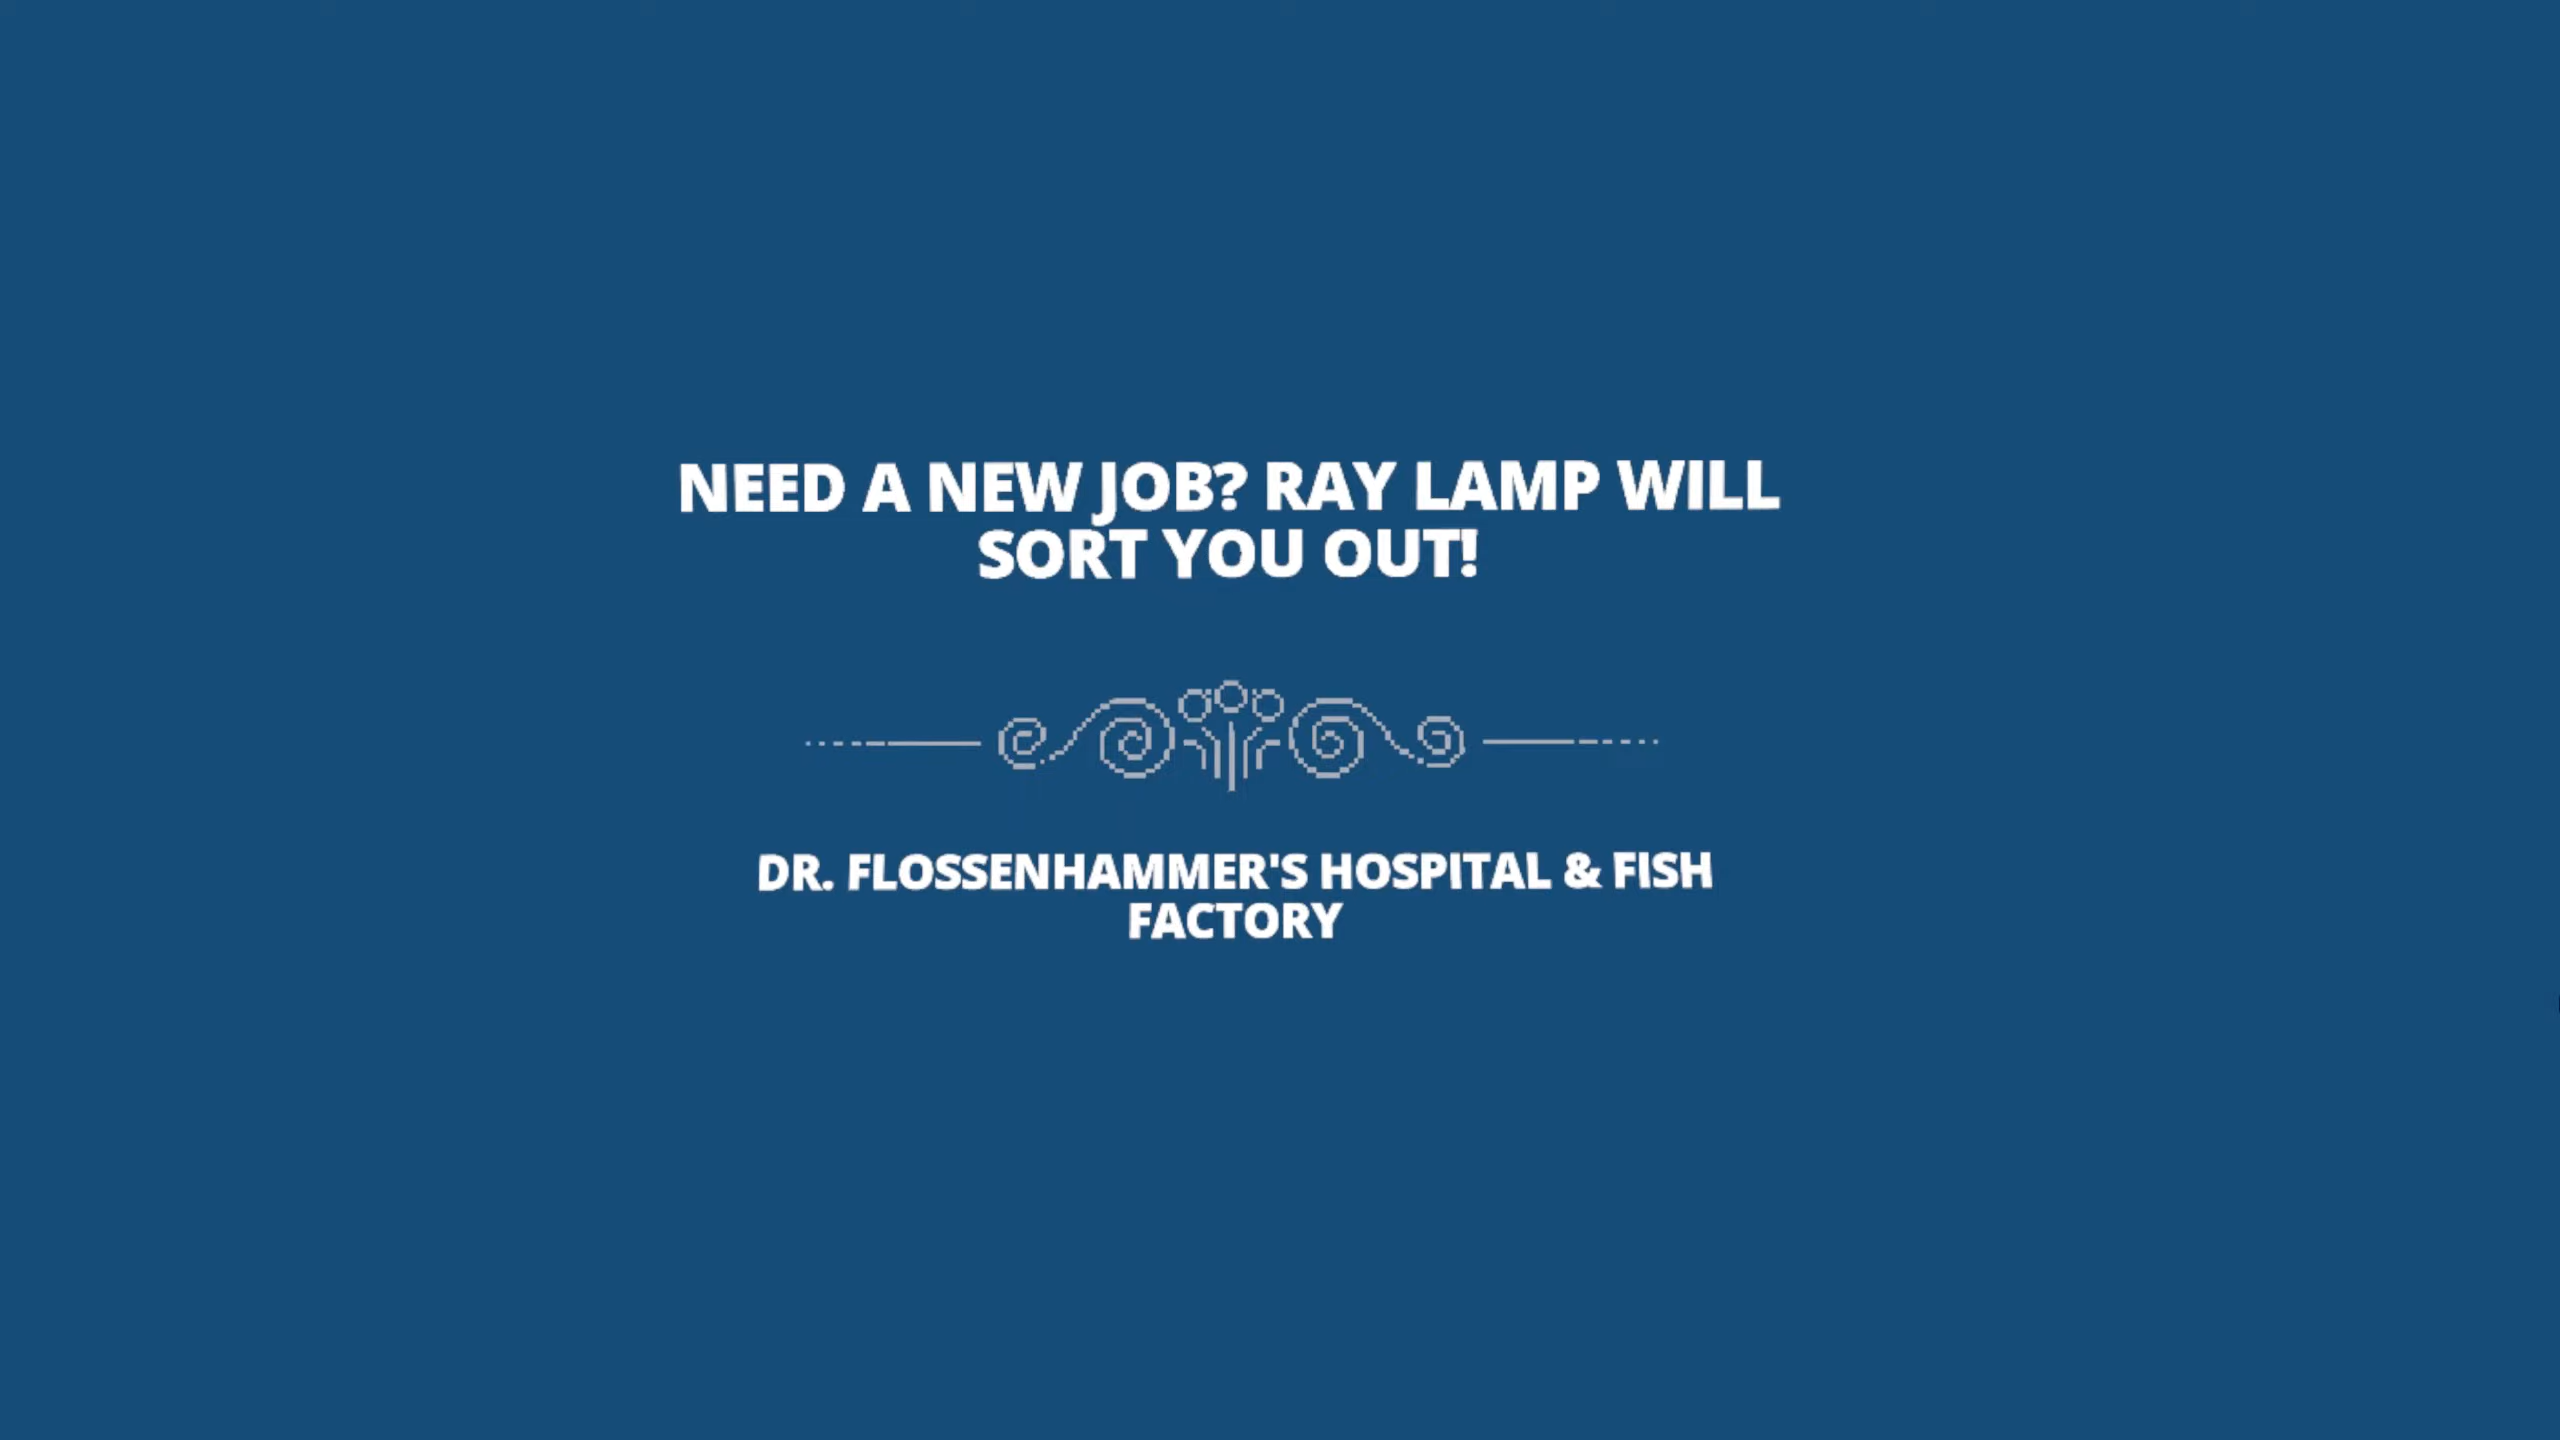 NEED A NEW JOB? RAY LAMP WILL
SORT YOU OUT!
DR. FLOSSENHAMMER'S HOSPITAL & FISH
FACTORY